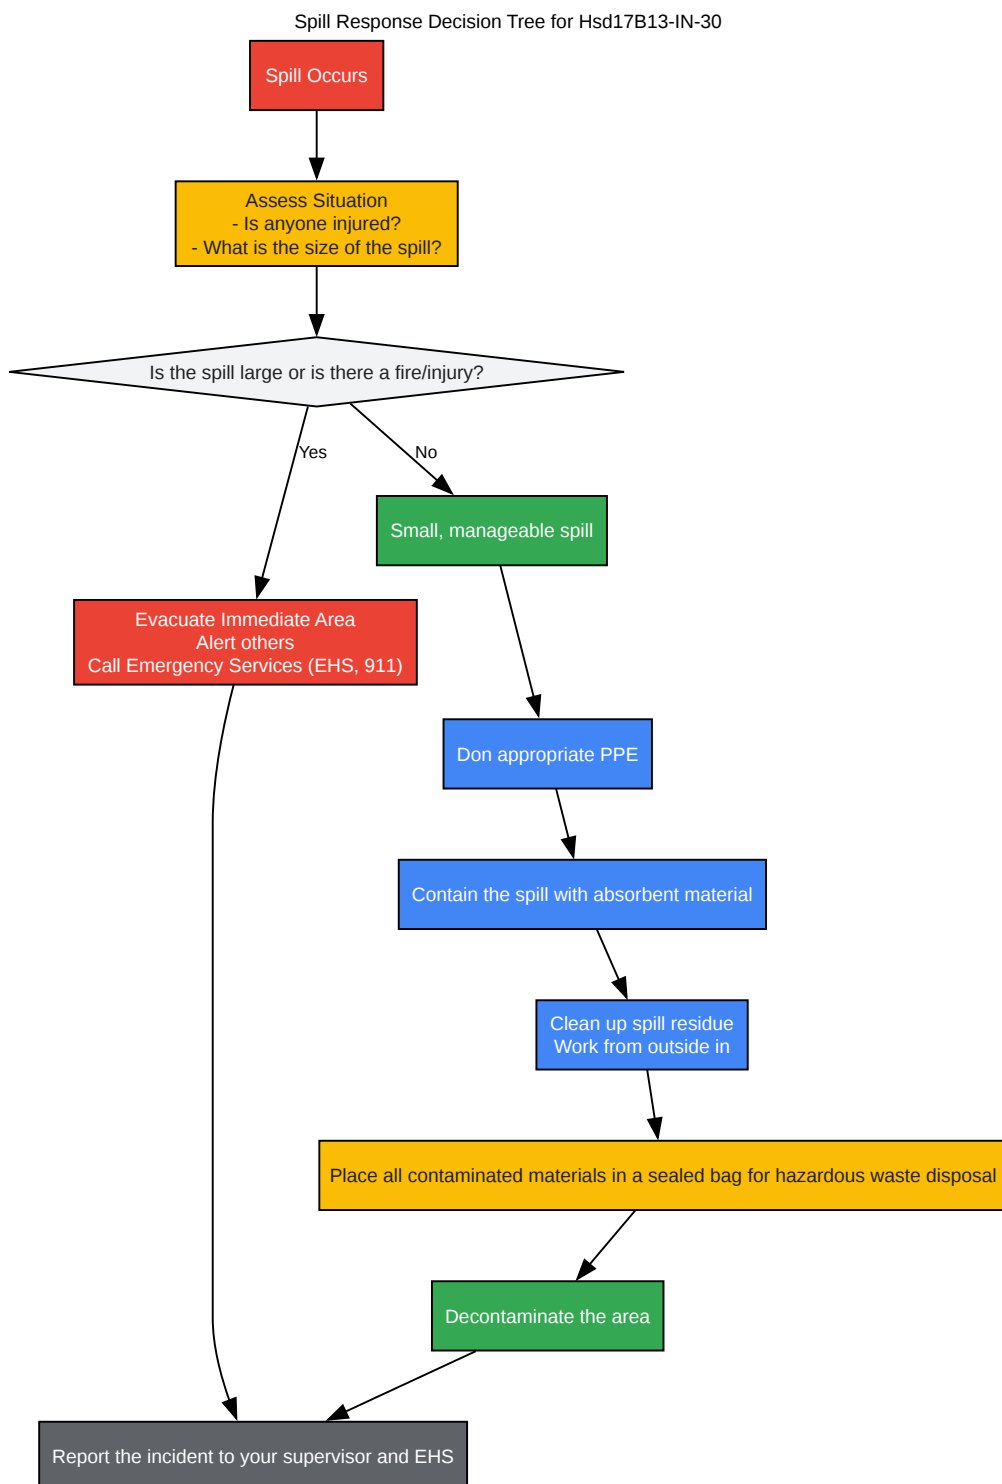 Spill Response Decision Tree for Hsd17B13-IN-30
Spill Occurs
Assess Situation
- Is anyone injured?
- What is the size of the spill?
Is the spill large or is there a fire/injury?
Yes
No
Small, manageable spill
Evacuate Immediate Area
Alert others
Call Emergency Services (EHS, 911)
Don appropriate PPE
Contain the spill with absorbent material
Clean up spill residue
Work from outside in
Place all contaminated materials in a sealed bag for hazardous waste disposal
Decontaminate the area
Report the incident to your supervisor and EHS